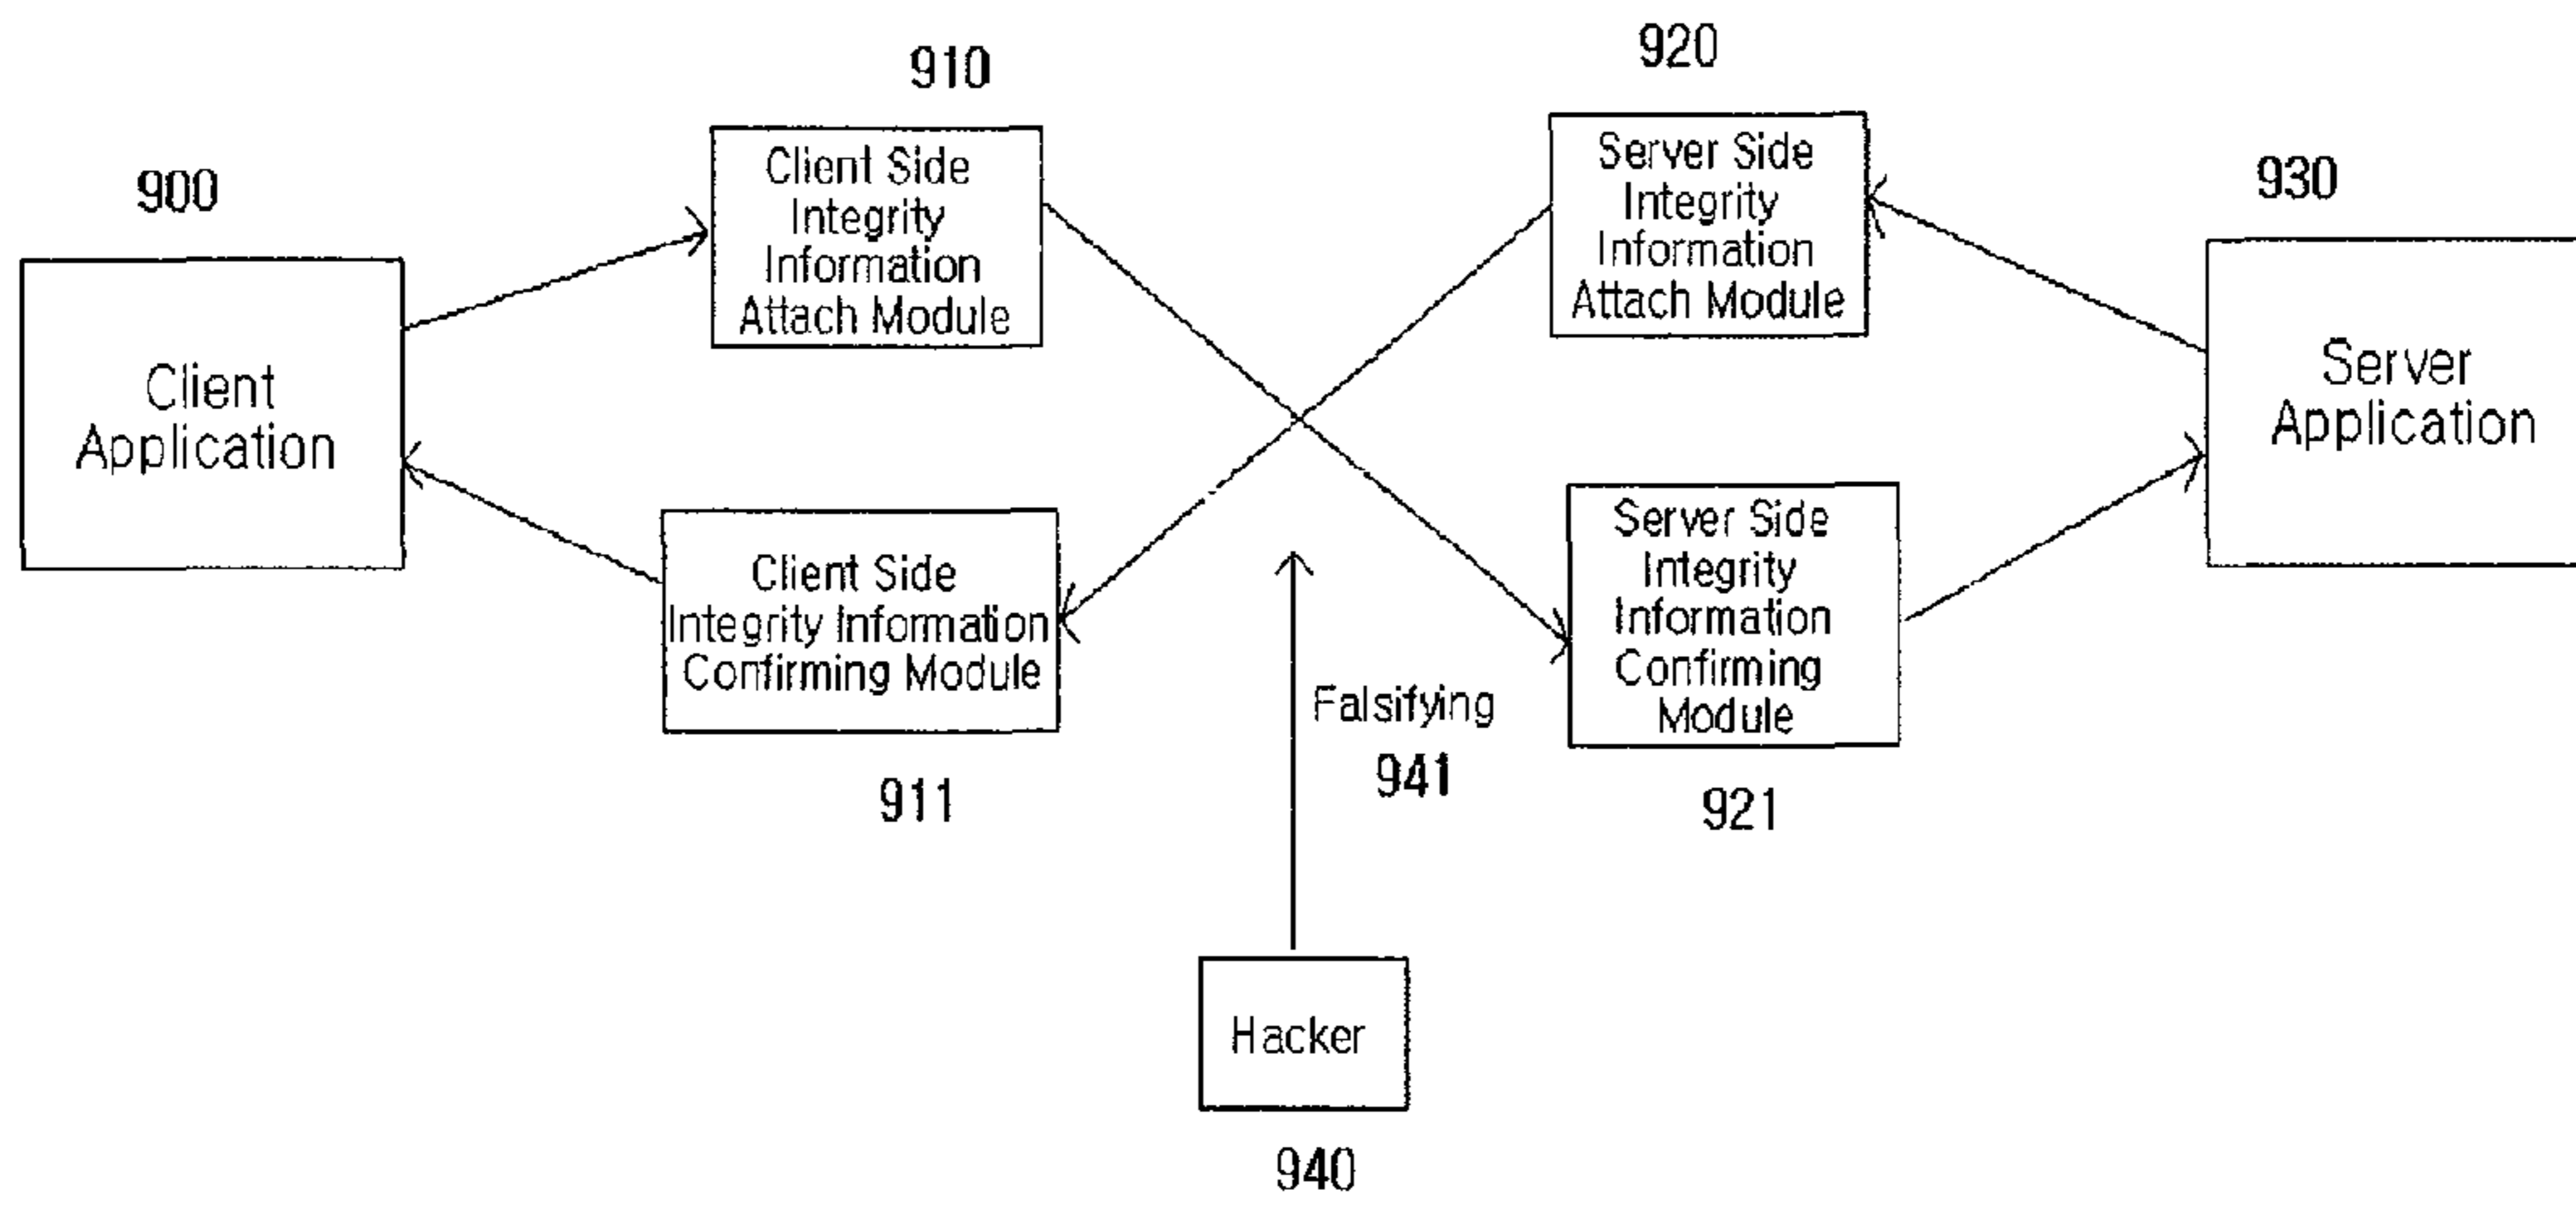 900
Client
Application
910
Client Side
Integrity
Information
Attach Module
920
Server Side
Integrity
Information
Attach Module
930
Server
Application
Client Side
Integrity Information
Confirming Module
911
Falsifying
941
Server Side
Integrity
Information
Confirming
Module
921
Hacker
940